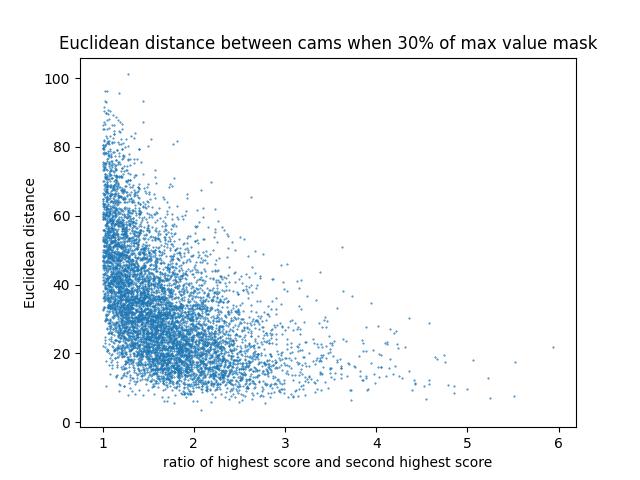 Euclidean distance between cams when 30% of max value mask
100
80
60
40
20
0
Euclidean distance
1 2 3 4 5 6
ratio of highest score and second highest score